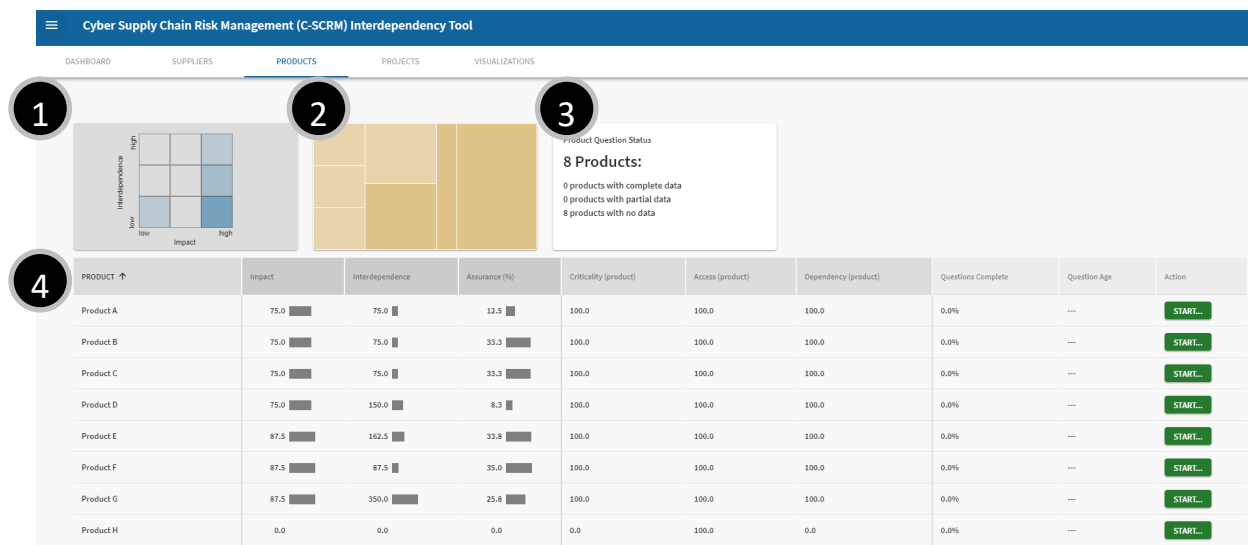 Cyber Supply Chain Risk Management (C-SCRM) Interdependency Tool
DASHBOARD SUPPLIERS PRODUCTS PROJECTS VISUALIZATIONS
1 2 3
high
Interdependence
low
low high
Impact
Product Question Status
8 Products:
0 products with complete data
0 products with partial data
8 products with no data
4
PRODUCT ↑ Impact Interdependence Assurance (%) Criticality (product) Access (product) Dependency (product) Questions Complete Question Age Action
Product A 75.0 75.0 12.5 100.0 100.0 100.0 0.0% --- START...
Product B 75.0 75.0 33.3 100.0 100.0 100.0 0.0% --- START...
Product C 75.0 75.0 33.3 100.0 100.0 100.0 0.0% --- START...
Product D 75.0 150.0 8.3 100.0 100.0 100.0 0.0% --- START...
Product E 87.5 162.5 33.8 100.0 100.0 100.0 0.0% --- START...
Product F 87.5 87.5 35.0 100.0 100.0 100.0 0.0% --- START...
Product G 87.5 350.0 25.8 100.0 100.0 100.0 0.0% --- START...
Product H 0.0 0.0 0.0 0.0 100.0 0.0 0.0% --- START...